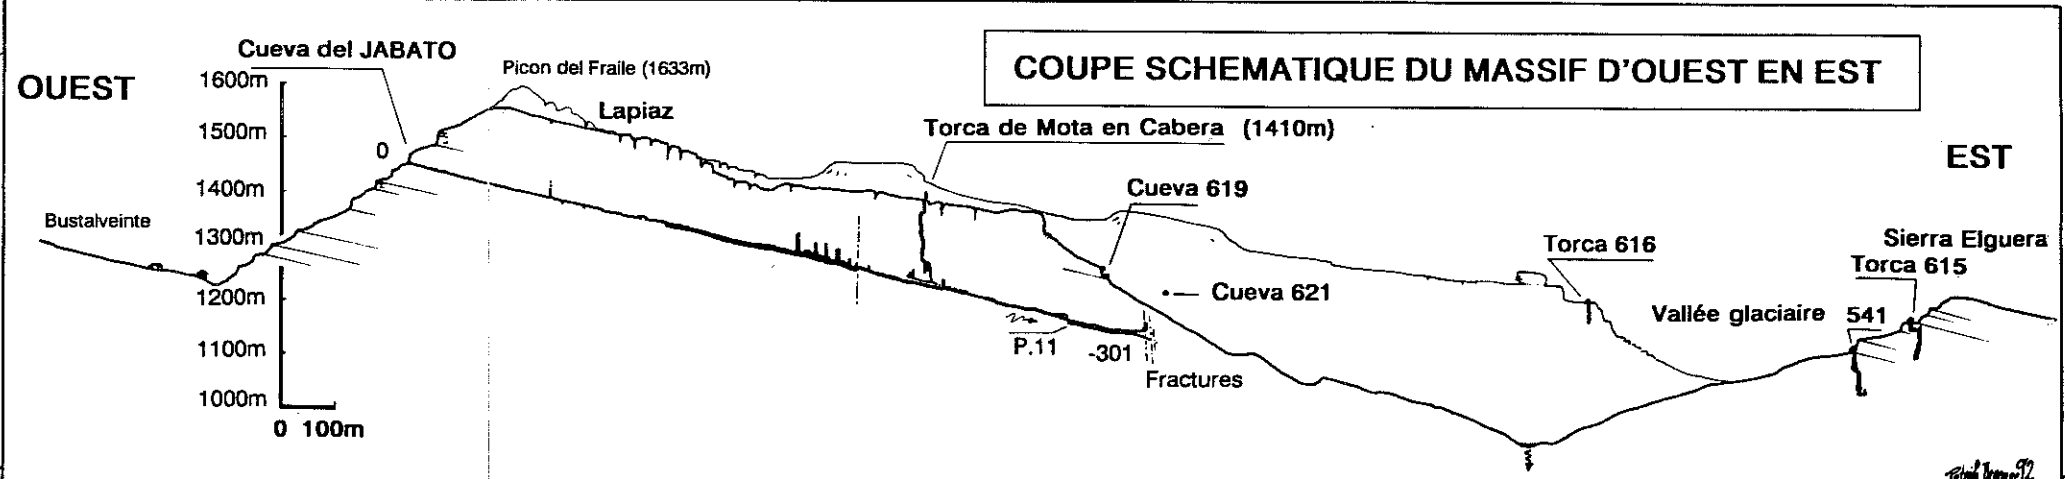 COUPE SCHEMATIQUE DU MASSIF D'OUEST EN EST
OUEST
EST
Cueva del JABATO
Picon del Fraile (1633m)
Lapiaz
Torca de Mota en Cabera (1410m)
Cueva 619
Cueva 621
Torca 616
Sierra Elguera
Torca 615
Vallée glaciaire
541
Bustalveinte
1600m
1500m
0
1400m
1300m
1200m
1100m
1000m
0 100m
P.11
-301
Fractures
92